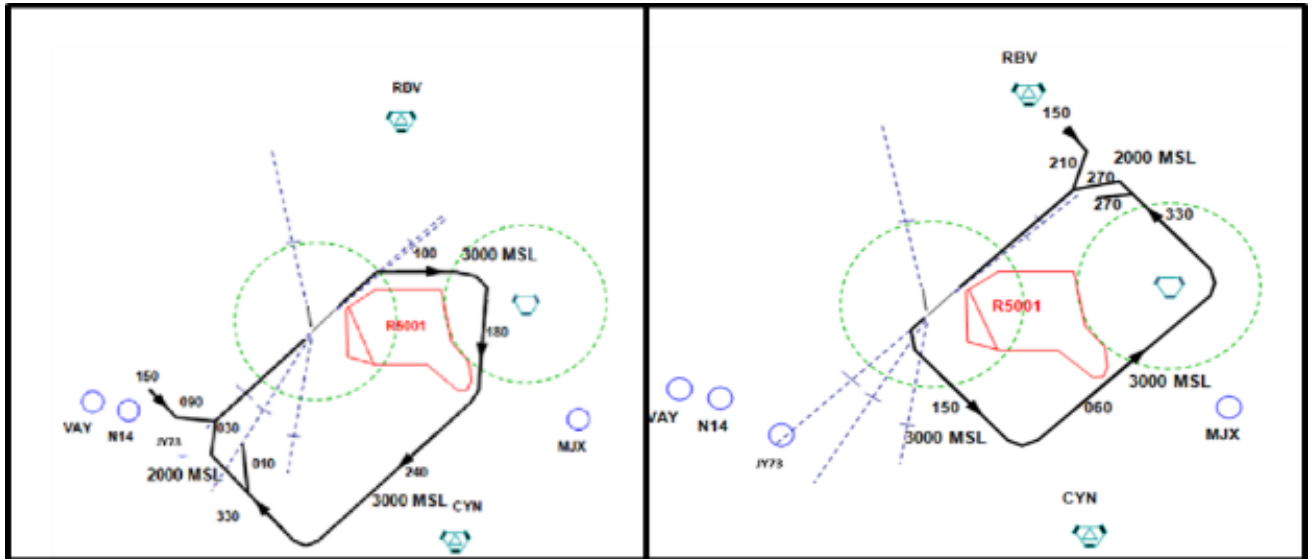 RDV
100
3000 MSL
R5001
180
150
090
VAY
N14
JY73
030
MJX
010
2000 MSL
240
3000 MSL
CYN
330
RBV
150
210
2000 MSL
270
270
330
R5001
3000 MSL
150
060
VAY
N14
3000 MSL
MJX
JY73
CYN